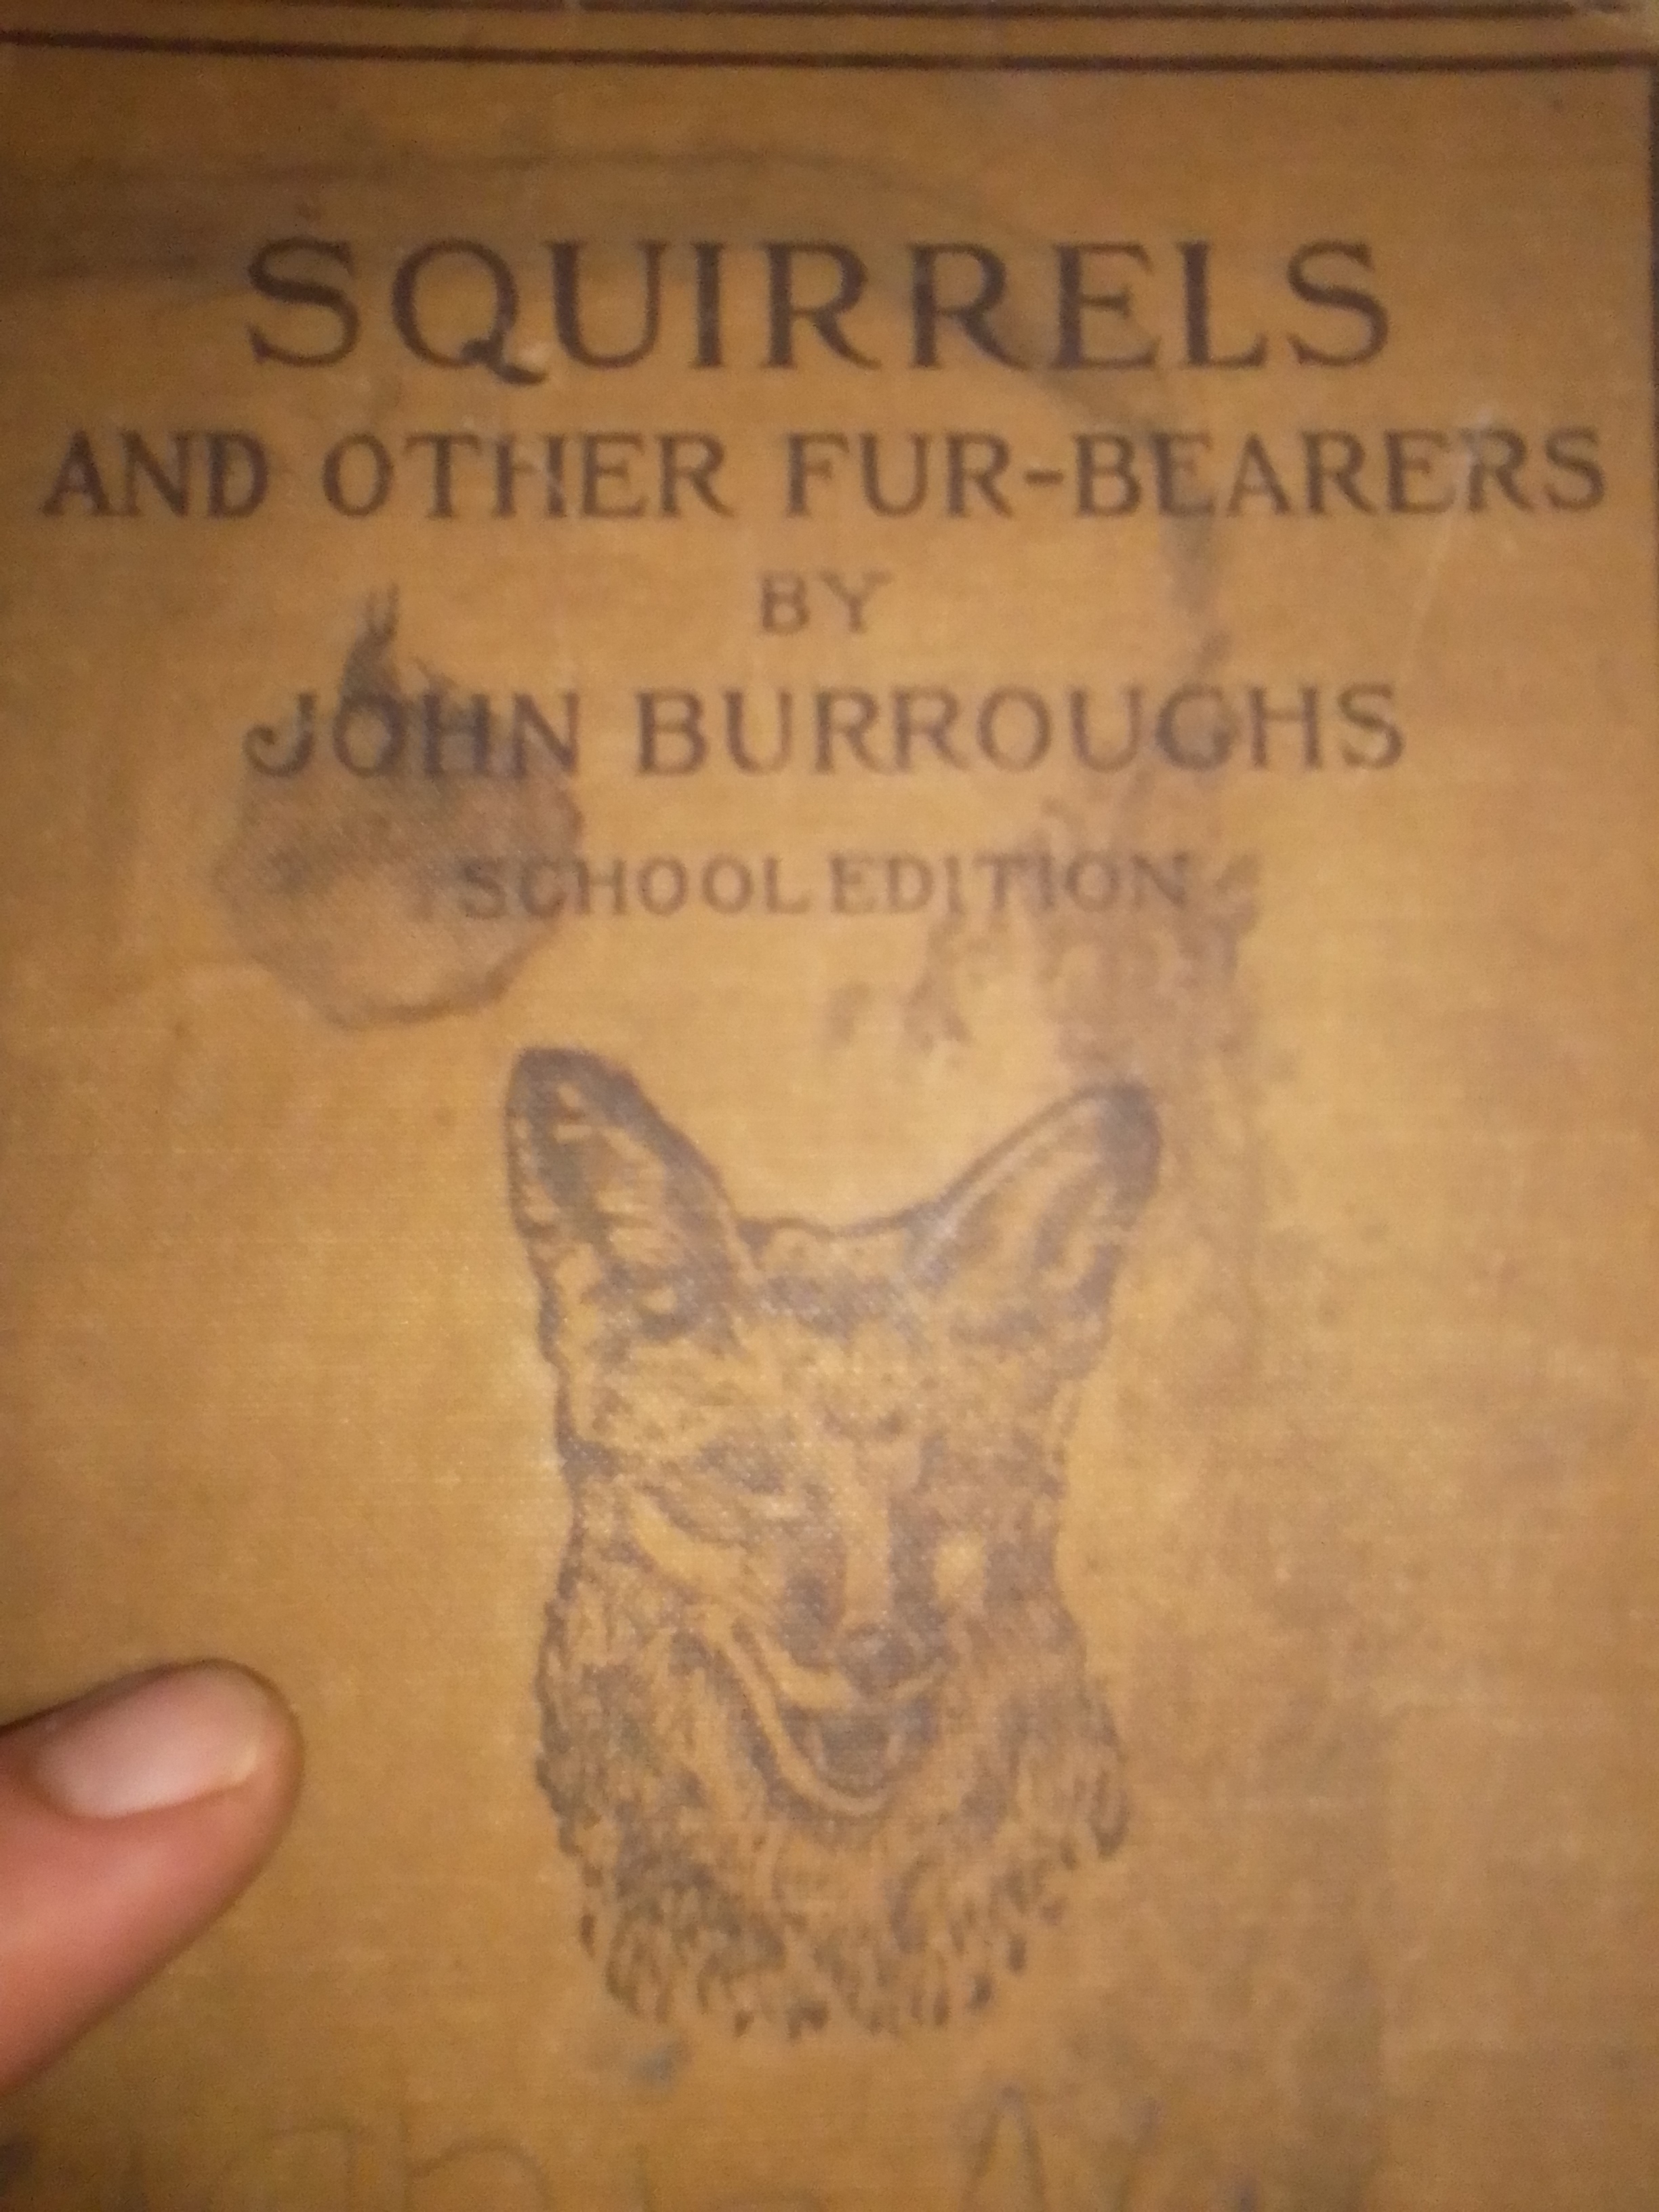 SQUIRRELS
AND OTHER FUR-BEARERS
BY
JOHN BURROUGHS
SCHOOL EDITION